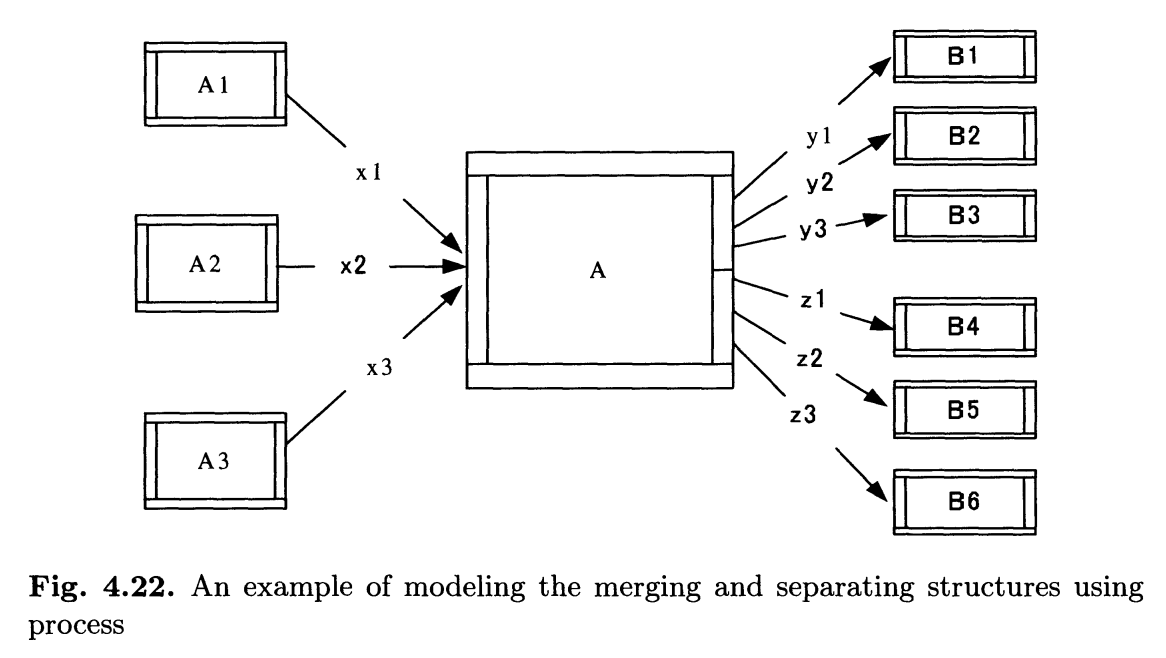 A1
x1
A2
x2
A3
x3
A
y1
y2
y3
z1
z2
z3
B1
B2
B3
B4
B5
B6
Fig. 4.22. An example of modeling the merging and separating structures using
process